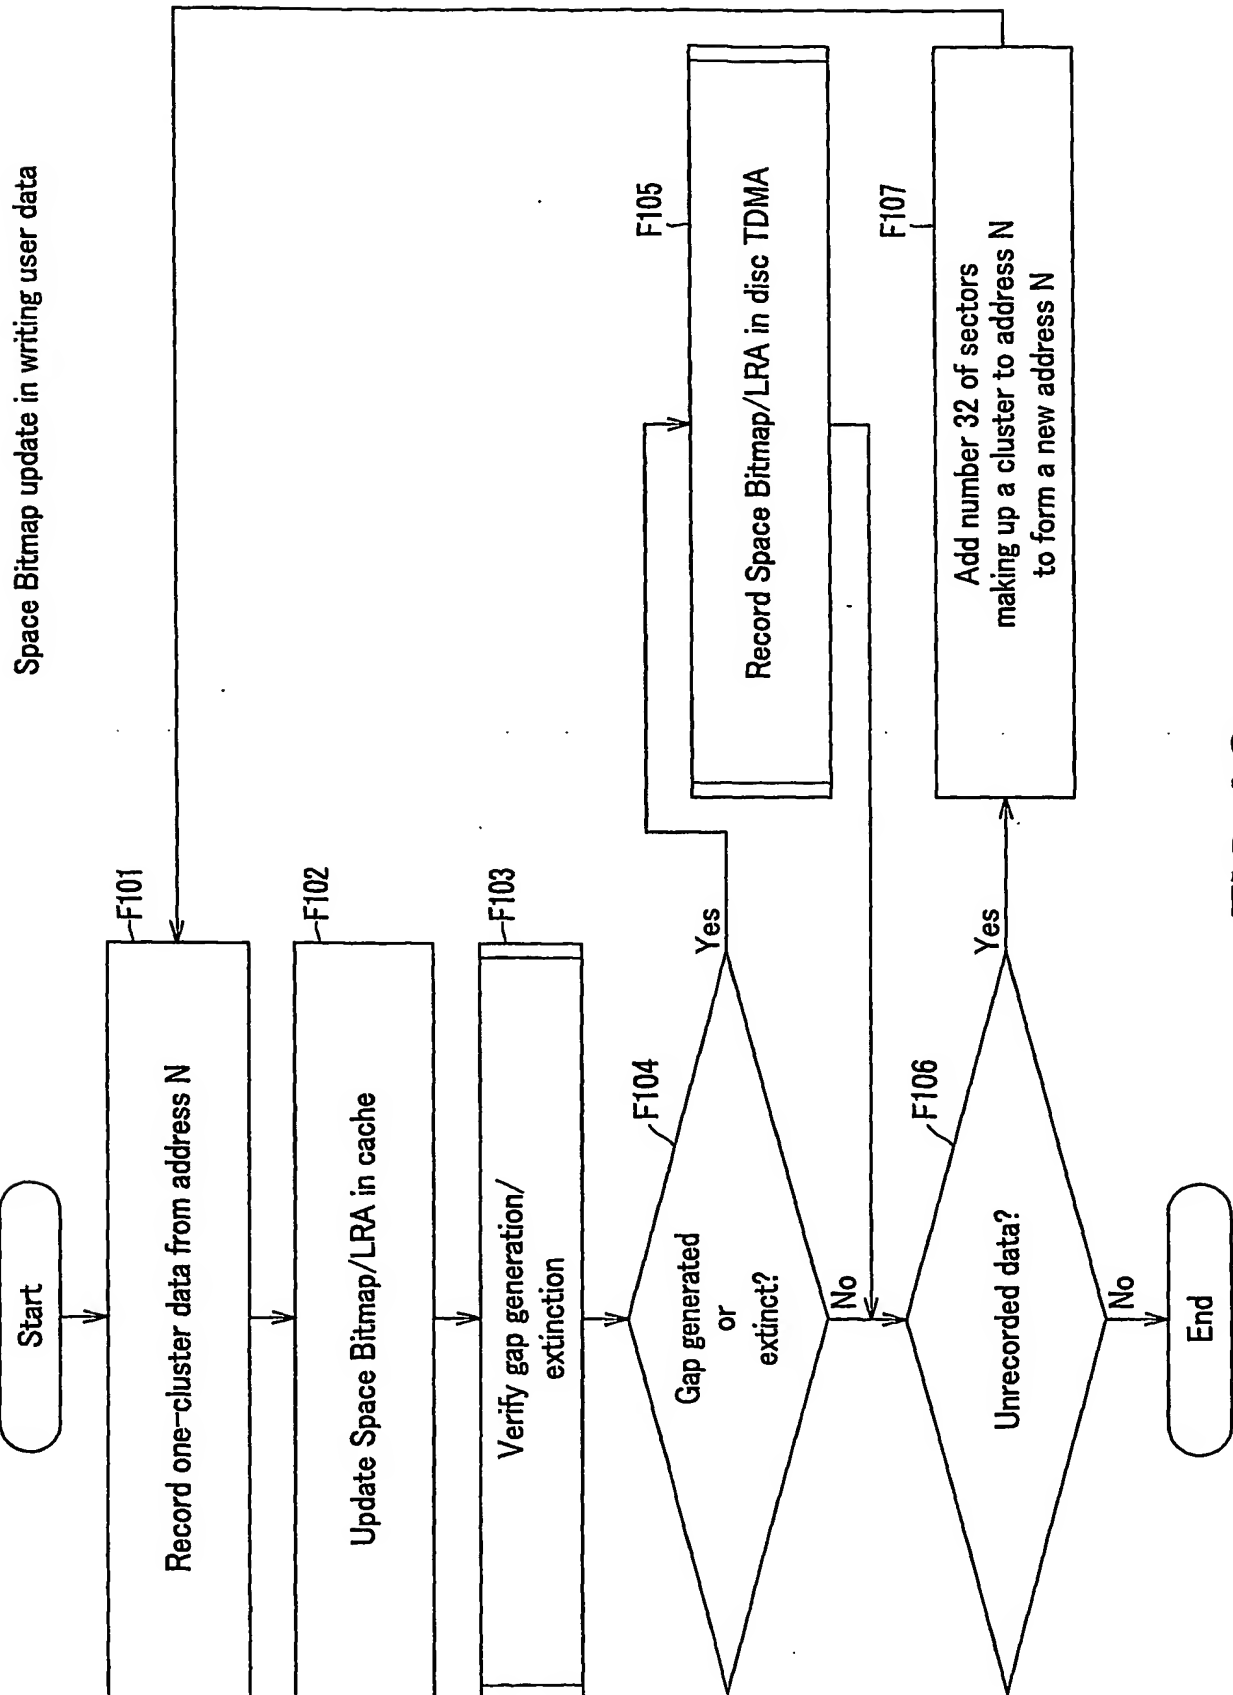 Space Bitmap update in writing user data
Start
F101
Record one-cluster data from address N
F102
Update Space Bitmap/LRA in cache
F103
Verify gap generation/
extinction
F104
Gap generated
or
extinct?
Yes
No
F105
Record Space Bitmap/LRA in disc TDMA
F106
Unrecorded data?
Yes
No
F107
Add number 32 of sectors
making up a cluster to address N
to form a new address N
End